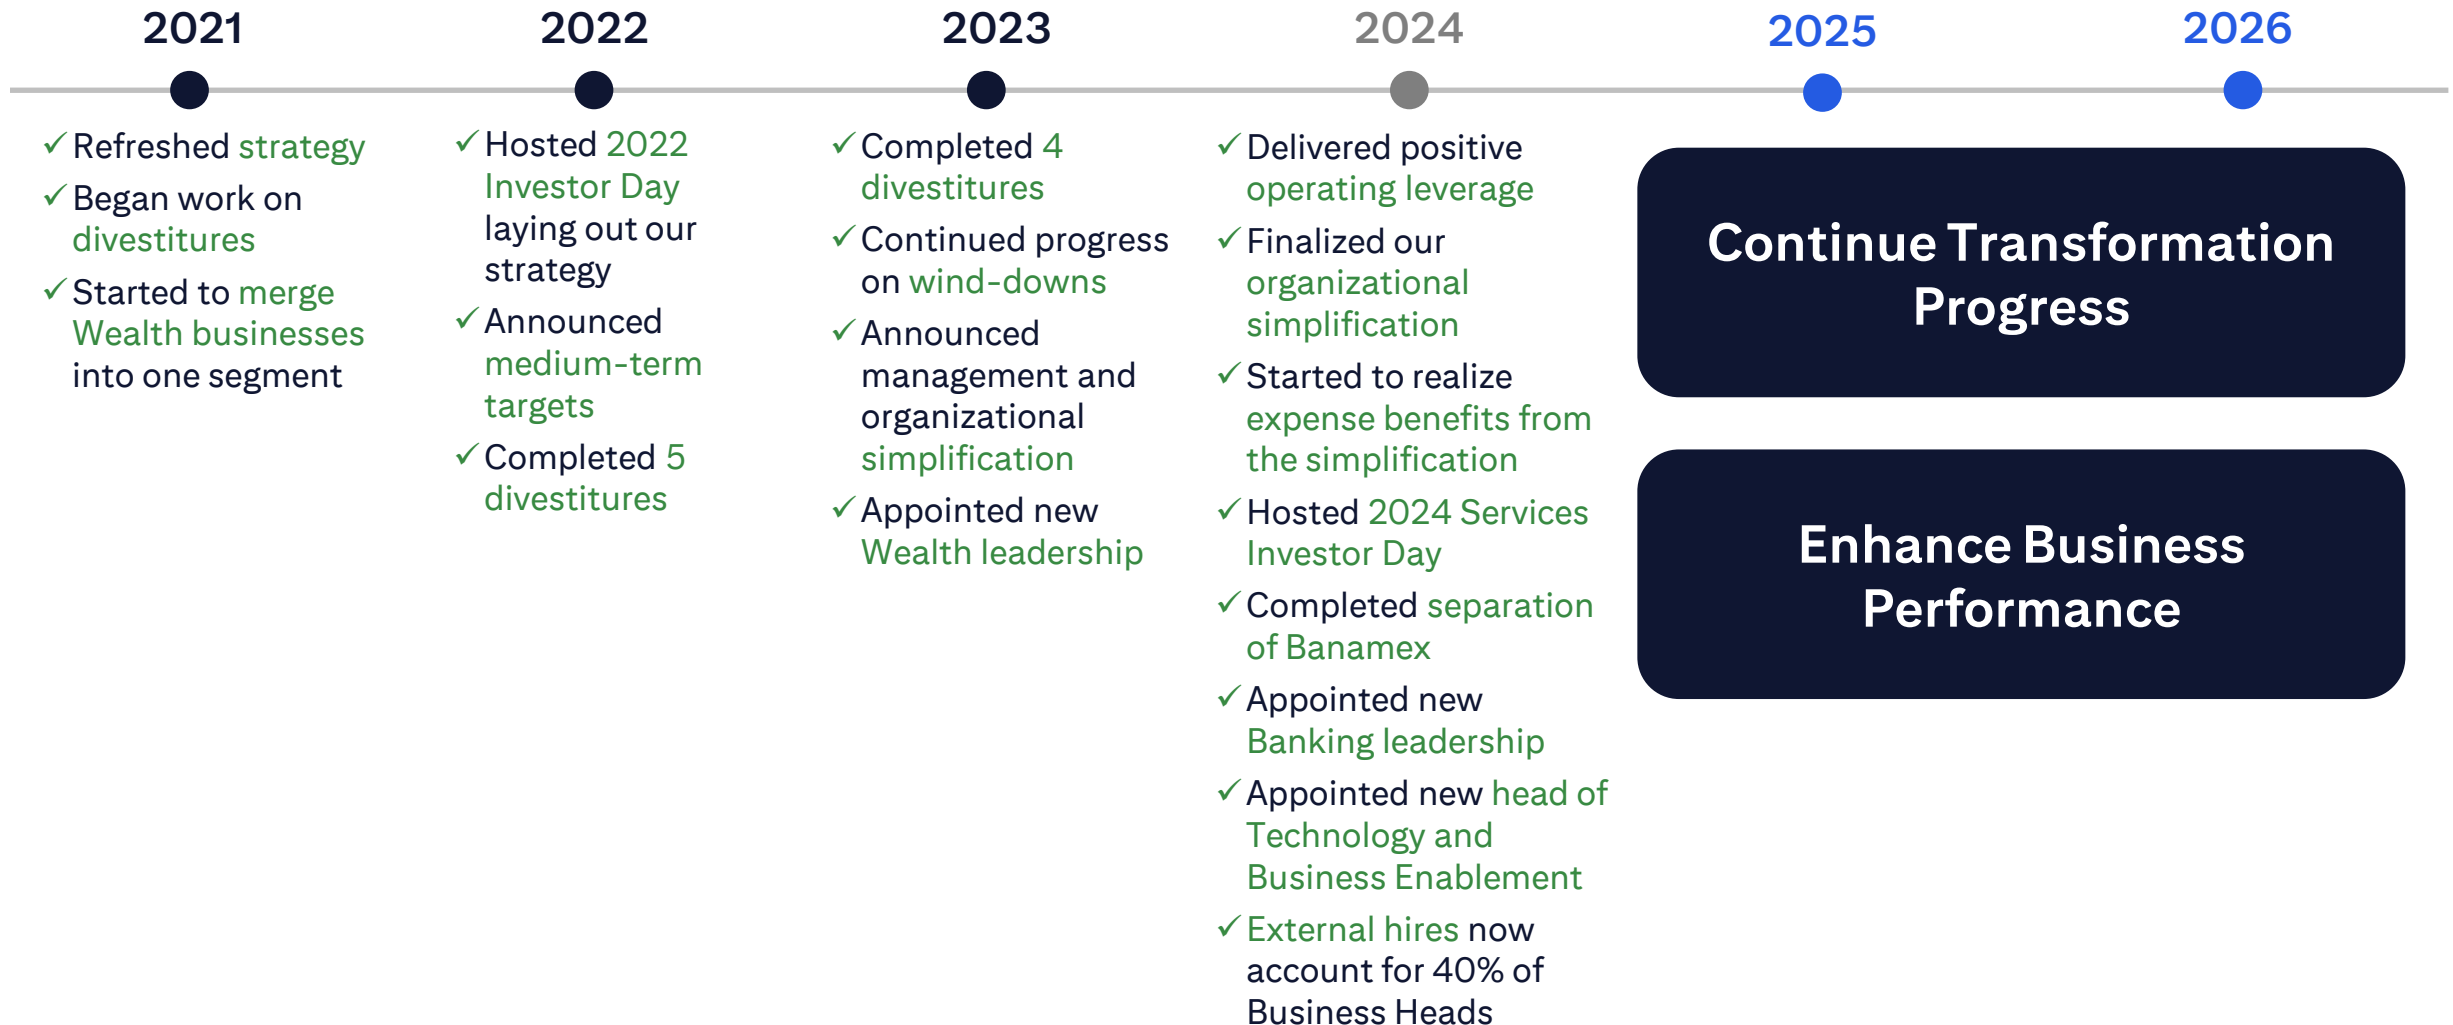 2021
2022
2023
2024
2025
2026
✓ Refreshed strategy
✓ Began work on
divestitures
✓ Started to merge
Wealth businesses
into one segment
✓ Hosted 2022
Investor Day
laying out our
strategy
✓ Announced
medium-term
targets
✓ Completed 5
divestitures
✓ Completed 4
divestitures
✓ Continued progress
on wind-downs
✓ Announced
management and
organizational
simplification
✓ Appointed new
Wealth leadership
✓ Delivered positive
operating leverage
✓ Finalized our
organizational
simplification
✓ Started to realize
expense benefits from
the simplification
✓ Hosted 2024 Services
Investor Day
✓ Completed separation
of Banamex
✓ Appointed new
Banking leadership
✓ Appointed new head of
Technology and
Business Enablement
✓ External hires now
account for 40% of
Business Heads
Continue Transformation
Progress
Enhance Business
Performance